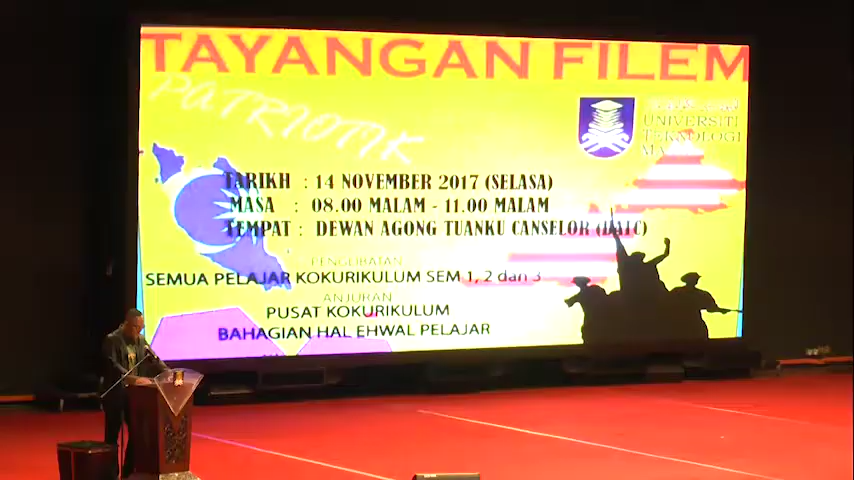 TAYANGAN FILEM
PATRIOTIK
UNIVERSITI
TEKNOLOGI
TARIKH : 14 NOVEMBER 2017 (SELASA)
MASA : 08.00 MALAM - 11.00 MALAM
TEMPAT : DEWAN AGONG TUANKU CANSELOR (DATC)
PENGLIBATAN
SEMUA PELAJAR KOKURIKULUM SEM 1, 2 dan 3
ANJURAN
PUSAT KOKURIKULUM
BAHAGIAN HAL EHWAL PELAJAR